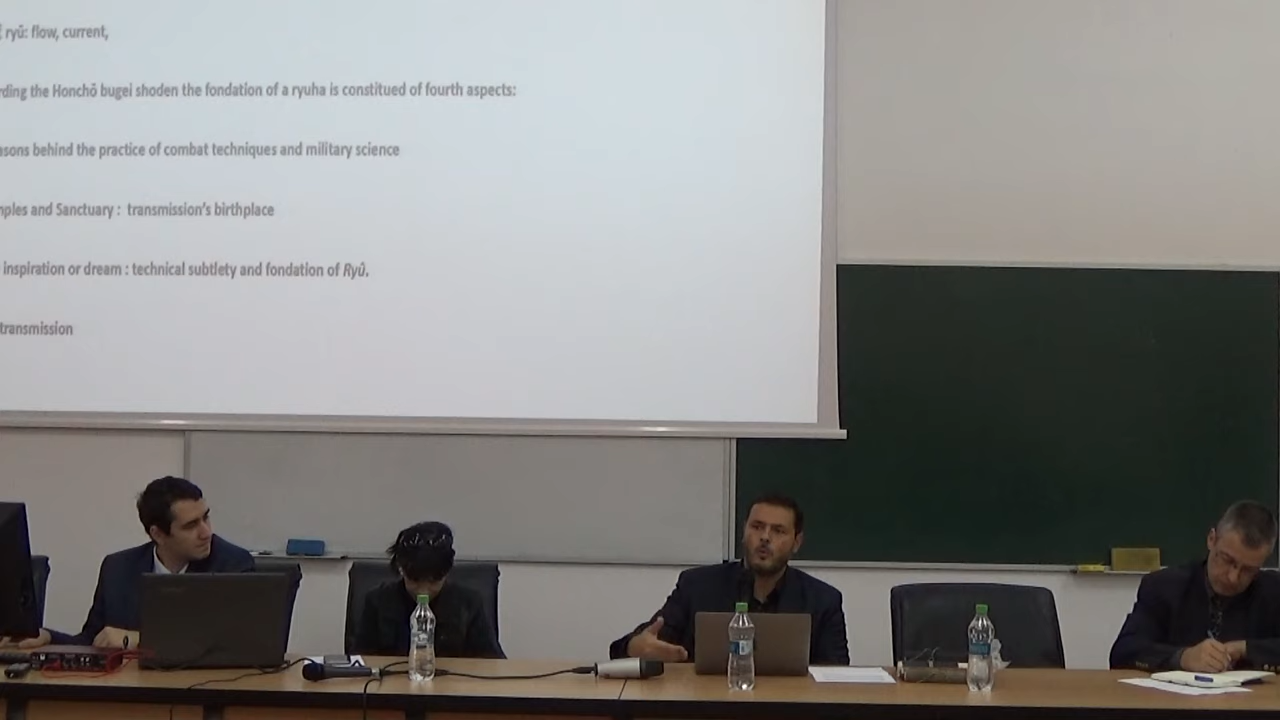 ryū: flow, current,
rding the Honchō bugei shoden the fondation of a ryuha is constitued of fourth aspects:
asons behind the practice of combat techniques and military science
nples and Sanctuary : transmission's birthplace
inspiration or dream : technical subtlety and fondation of Ryû.
transmission